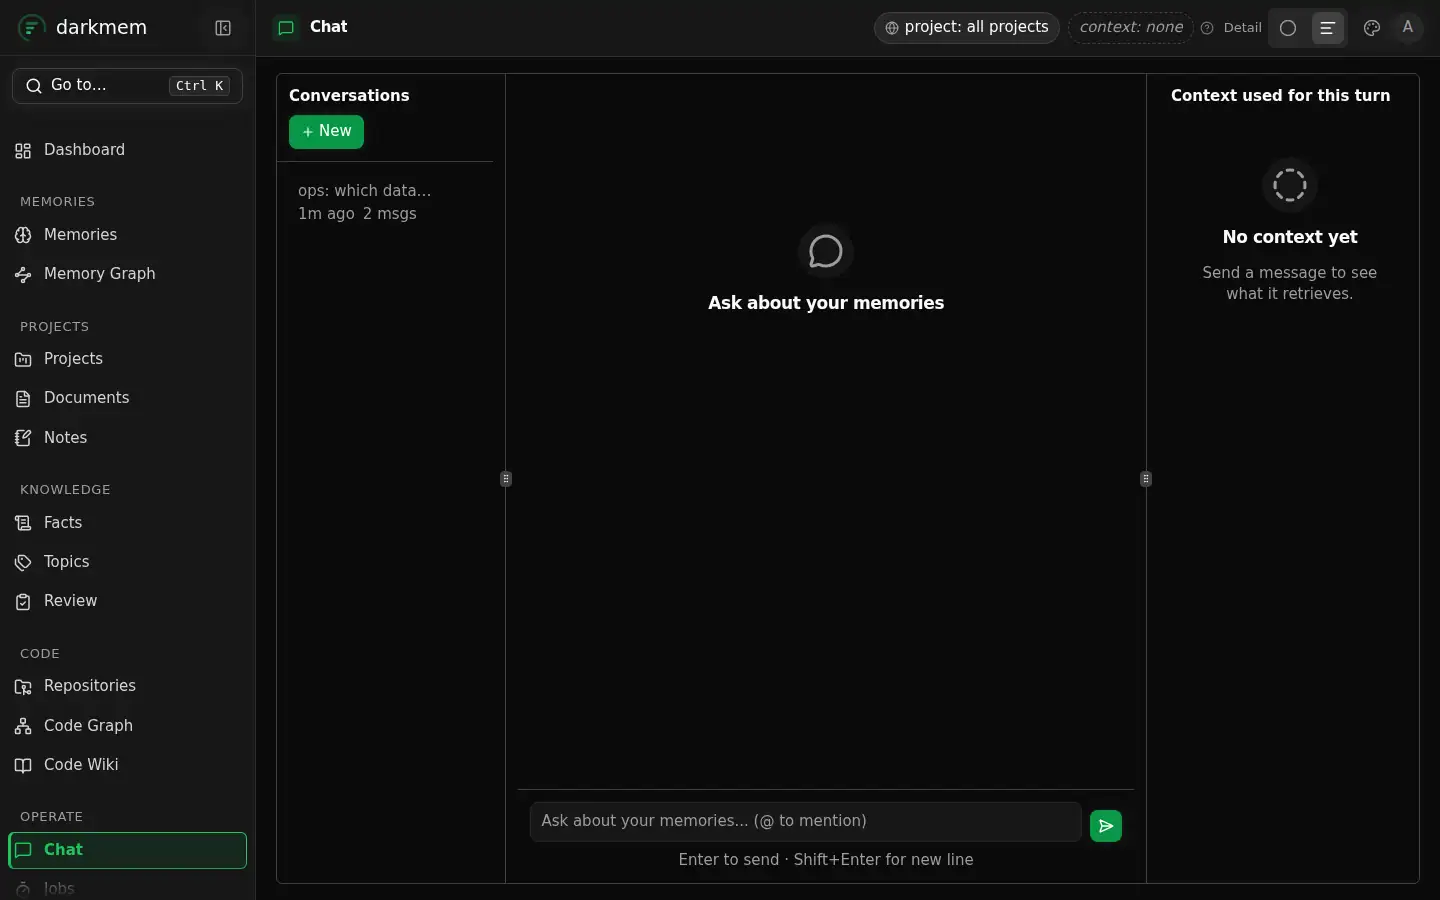 darkmem
Go to...
Ctrl K
Dashboard
MEMORIES
Memories
Memory Graph
PROJECTS
Projects
Documents
Notes
KNOWLEDGE
Facts
Topics
Review
CODE
Repositories
Code Graph
Code Wiki
OPERATE
Chat
Jobs
Chat
project: all projects
context: none
Detail
A
Conversations
+ New
ops: which data...
1m ago 2 msgs
Ask about your memories
Ask about your memories... (@ to mention)
Enter to send · Shift+Enter for new line
Context used for this turn
No context yet
Send a message to see
what it retrieves.